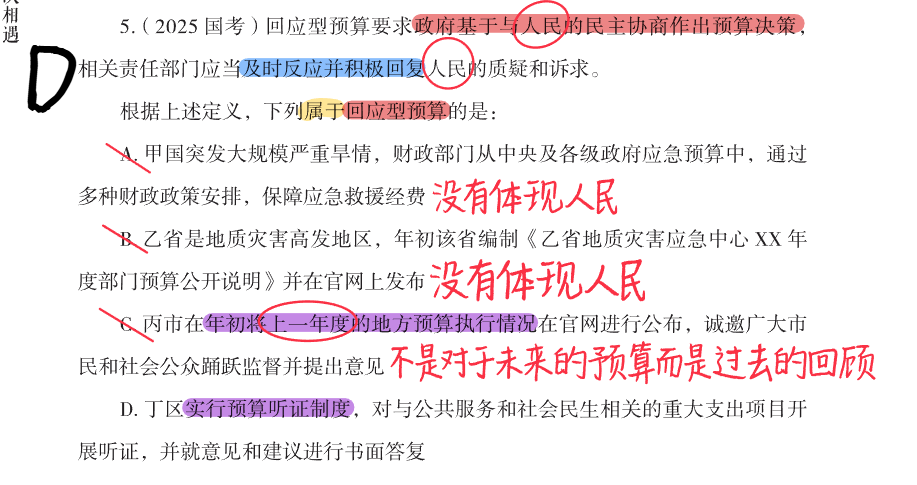 相遇
5.（2025国考）回应型预算要求政府基于与人民的民主协商作出预算决策，
D
相关责任部门应当及时反应并积极回复人民的质疑和诉求。
根据上述定义，下列属于回应型预算的是：
A. 甲国突发大规模严重旱情，财政部门从中央及各级政府应急预算中，通过
多种财政政策安排，保障应急救援经费 没有体现人民
B. 乙省是地质灾害高发地区，年初该省编制《乙省地质灾害应急中心 XX 年
度部门预算公开说明》并在官网上发布 没有体现人民
C. 丙市在年初将上一年度的地方预算执行情况在官网进行公布，诚邀广大市
民和社会公众踊跃监督并提出意见 不是对于未来的预算而是过去的回顾
D. 丁区实行预算听证制度，对与公共服务和社会民生相关的重大支出项目开
展听证，并就意见和建议进行书面答复